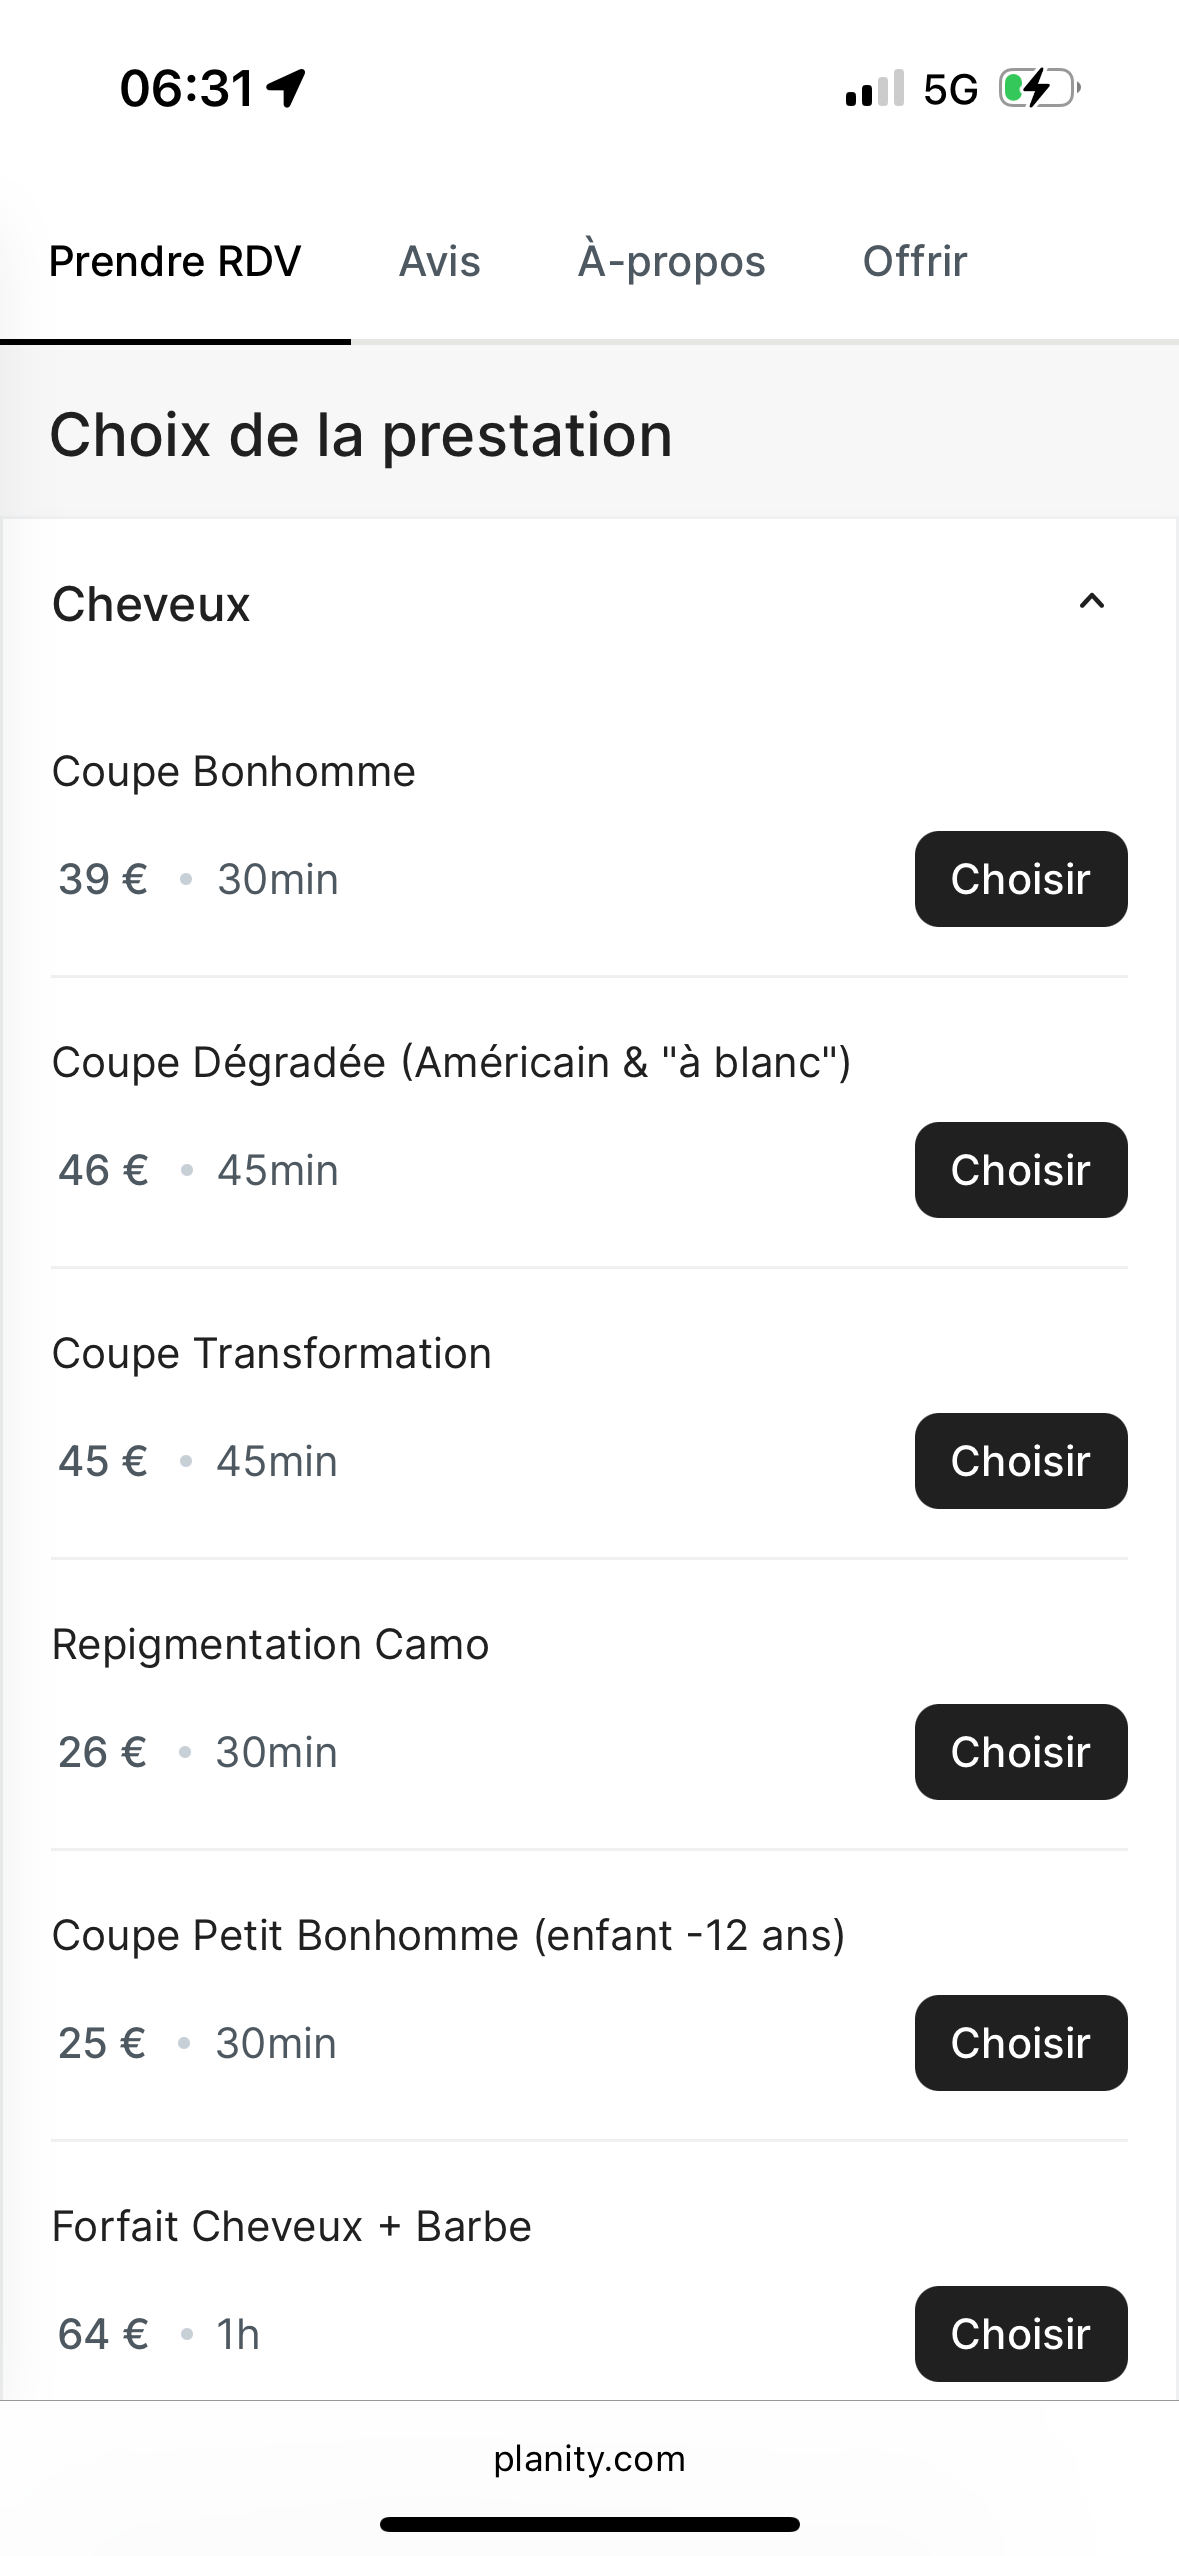 06:31 5G
Prendre RDV Avis À-propos Offrir
Choix de la prestation
Cheveux
Coupe Bonhomme
39 € • 30min Choisir
Coupe Dégradée (Américain & "à blanc")
46 € • 45min Choisir
Coupe Transformation
45 € • 45min Choisir
Repigmentation Camo
26 € • 30min Choisir
Coupe Petit Bonhomme (enfant -12 ans)
25 € • 30min Choisir
Forfait Cheveux + Barbe
64 € • 1h Choisir
planity.com